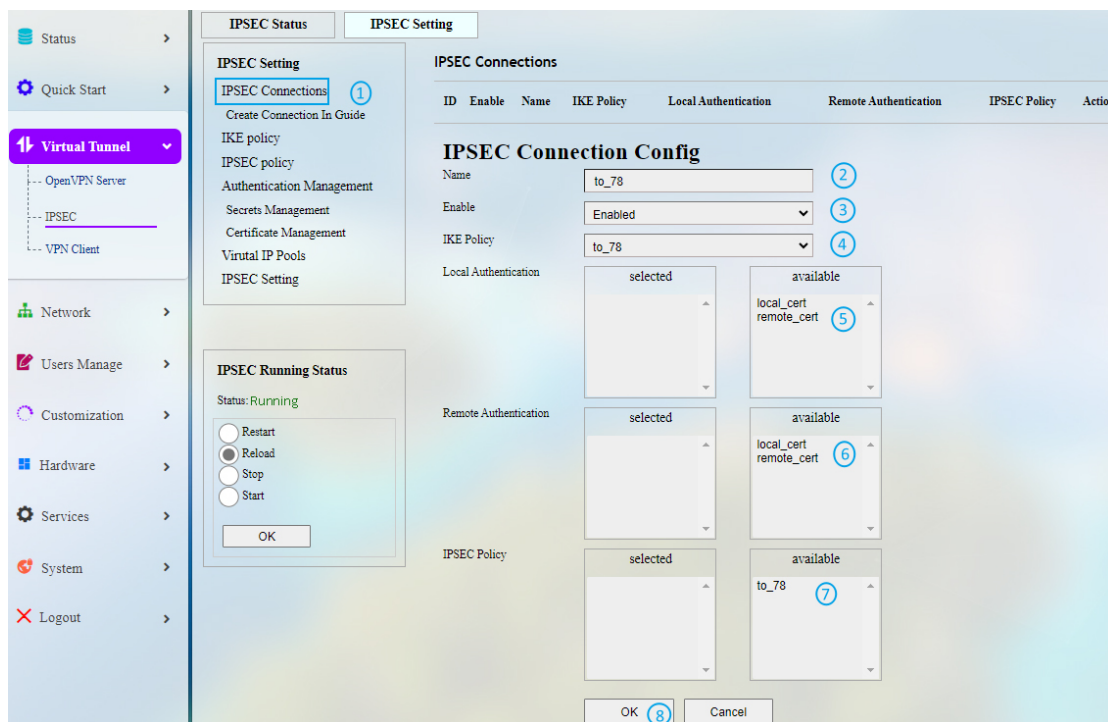 Status
Quick Start
Virtual Tunnel
OpenVPN Server
IPSEC
VPN Client
Network
Users Manage
Customization
Hardware
Services
System
Logout
IPSEC Status
IPSEC Setting
IPSEC Setting
IPSEC Connections 1
Create Connection In Guide
IKE policy
IPSEC policy
Authentication Management
Secrets Management
Certificate Management
Virutal IP Pools
IPSEC Setting
IPSEC Running Status
Status: Running
Restart
Reload
Stop
Start
OK
IPSEC Connections
ID Enable Name IKE Policy Local Authentication Remote Authentication IPSEC Policy Actio
IPSEC Connection Config
Name to_78 2
Enable Enabled 3
IKE Policy to_78 4
Local Authentication selected available
local_cert
remote_cert 5
Remote Authentication selected available
local_cert
remote_cert 6
IPSEC Policy selected available
to_78 7
OK 8 Cancel